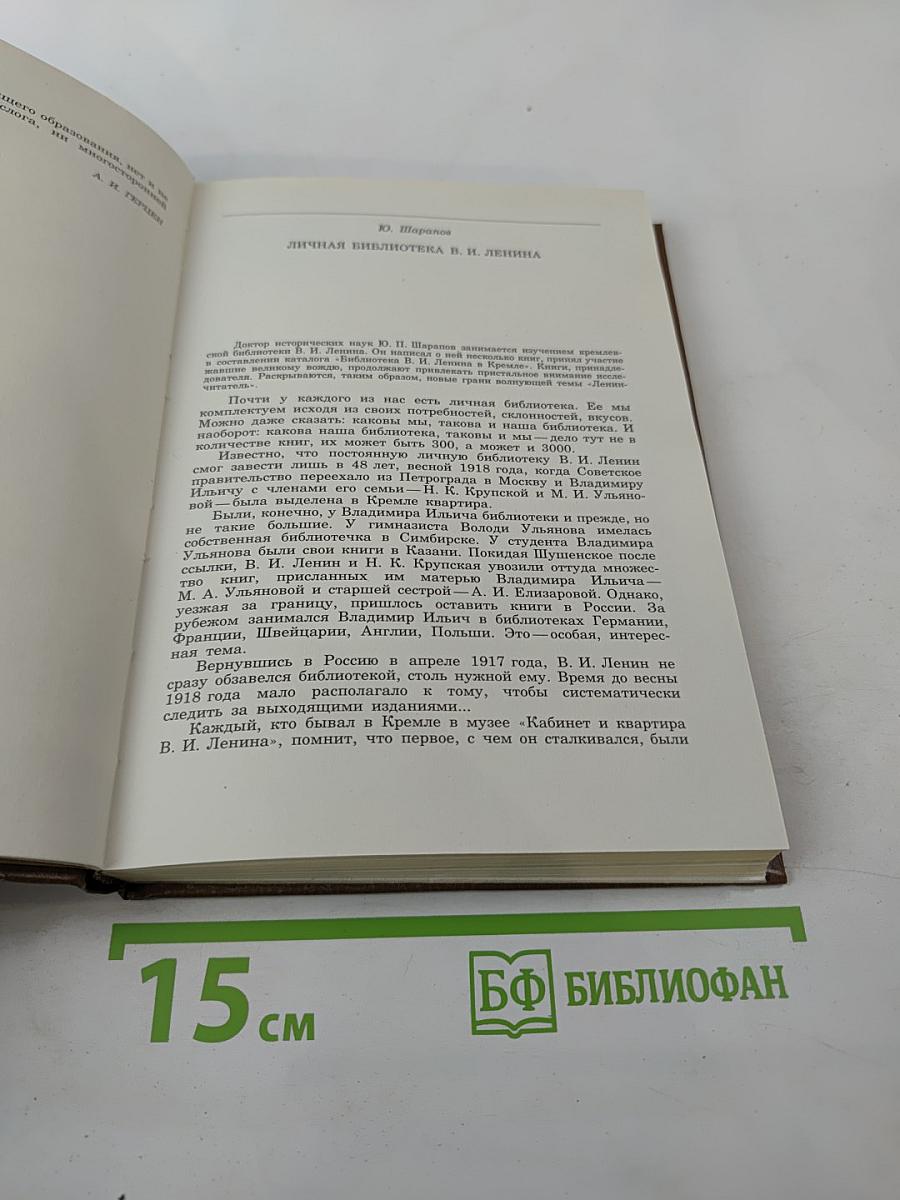 щего образования, нет и не
слога, ни многосторонней
А. И. ГЕРЦЕН
Ю. Шарапов
ЛИЧНАЯ БИБЛИОТЕКА В. И. ЛЕНИНА
Доктор исторических наук Ю. П. Шарапов занимается изучением кремлев-
ской библиотеки В. И. Ленина. Он написал о ней несколько книг, принял участие
в составлении каталога «Библиотека В. И. Ленина в Кремле». Книги, принадле-
жавшие великому вождю, продолжают привлекать пристальное внимание иссле-
дователя. Раскрываются, таким образом, новые грани волнующей темы «Ленин-
читатель».
Почти у каждого из нас есть личная библиотека. Ее мы
комплектуем исходя из своих потребностей, склонностей, вкусов.
Можно даже сказать: каковы мы, такова и наша библиотека. И
наоборот: какова наша библиотека, таковы и мы — дело тут не в
количестве книг, их может быть 300, а может и 3000.
Известно, что постоянную личную библиотеку В. И. Ленин
смог завести лишь в 48 лет, весной 1918 года, когда Советское
правительство переехало из Петрограда в Москву и Владимиру
Ильичу с членами его семьи — Н. К. Крупской и М. И. Ульяно-
вой — была выделена в Кремле квартира.
Были, конечно, у Владимира Ильича библиотеки и прежде, но
не такие большие. У гимназиста Володи Ульянова имелась
собственная библиотечка в Симбирске. У студента Владимира
Ульянова были свои книги в Казани. Покидая Шушенское после
ссылки, В. И. Ленин и Н. К. Крупская увозили оттуда множес-
тво книг, присланных им матерью Владимира Ильича —
М. А. Ульяновой и старшей сестрой — А. И. Елизаровой. Однако,
уезжая за границу, пришлось оставить книги в России. За
рубежом занимался Владимир Ильич в библиотеках Германии,
Франции, Швейцарии, Англии, Польши. Это — особая, интерес-
ная тема.
Вернувшись в Россию в апреле 1917 года, В. И. Ленин не
сразу обзавелся библиотекой, столь нужной ему. Время до весны
1918 года мало располагало к тому, чтобы систематически
следить за выходящими изданиями...
Каждый, кто бывал в Кремле в музее «Кабинет и квартира
В. И. Ленина», помнит, что первое, с чем он сталкивался, были
15 см
БФ БИБЛИОФАН